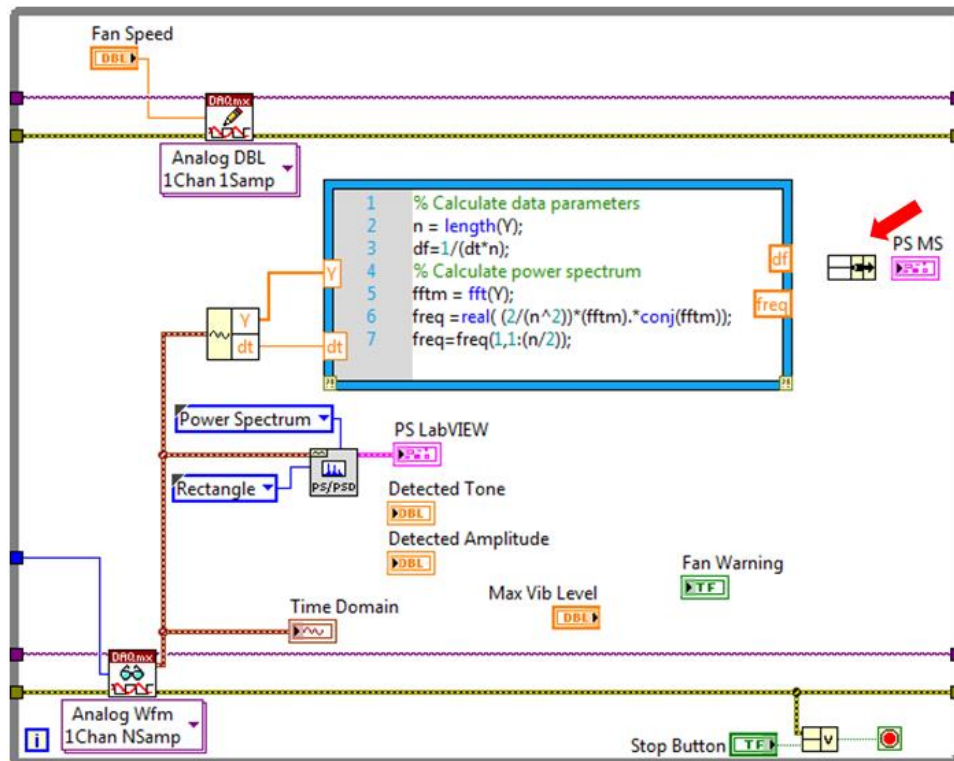 Fan Speed
DBL
DAQmx
Analog DBL
1Chan 1Samp
1 % Calculate data parameters
2 n = length(Y);
3 df=1/(dt*n);
4 % Calculate power spectrum
5 fftm = fft(Y);
6 freq =real( (2/(n^2))*(fftm).*conj(fftm));
7 freq=freq(1,1:(n/2));
Y
dt
df
freq
PS MS
Y
dt
Power Spectrum
PS LabVIEW
Rectangle
PS/PSD
Detected Tone
DBL
Detected Amplitude
DBL
Fan Warning
TF
Max Vib Level
DBL
Time Domain
DAQmx
Analog Wfm
1Chan NSamp
i
Stop Button
TF
V